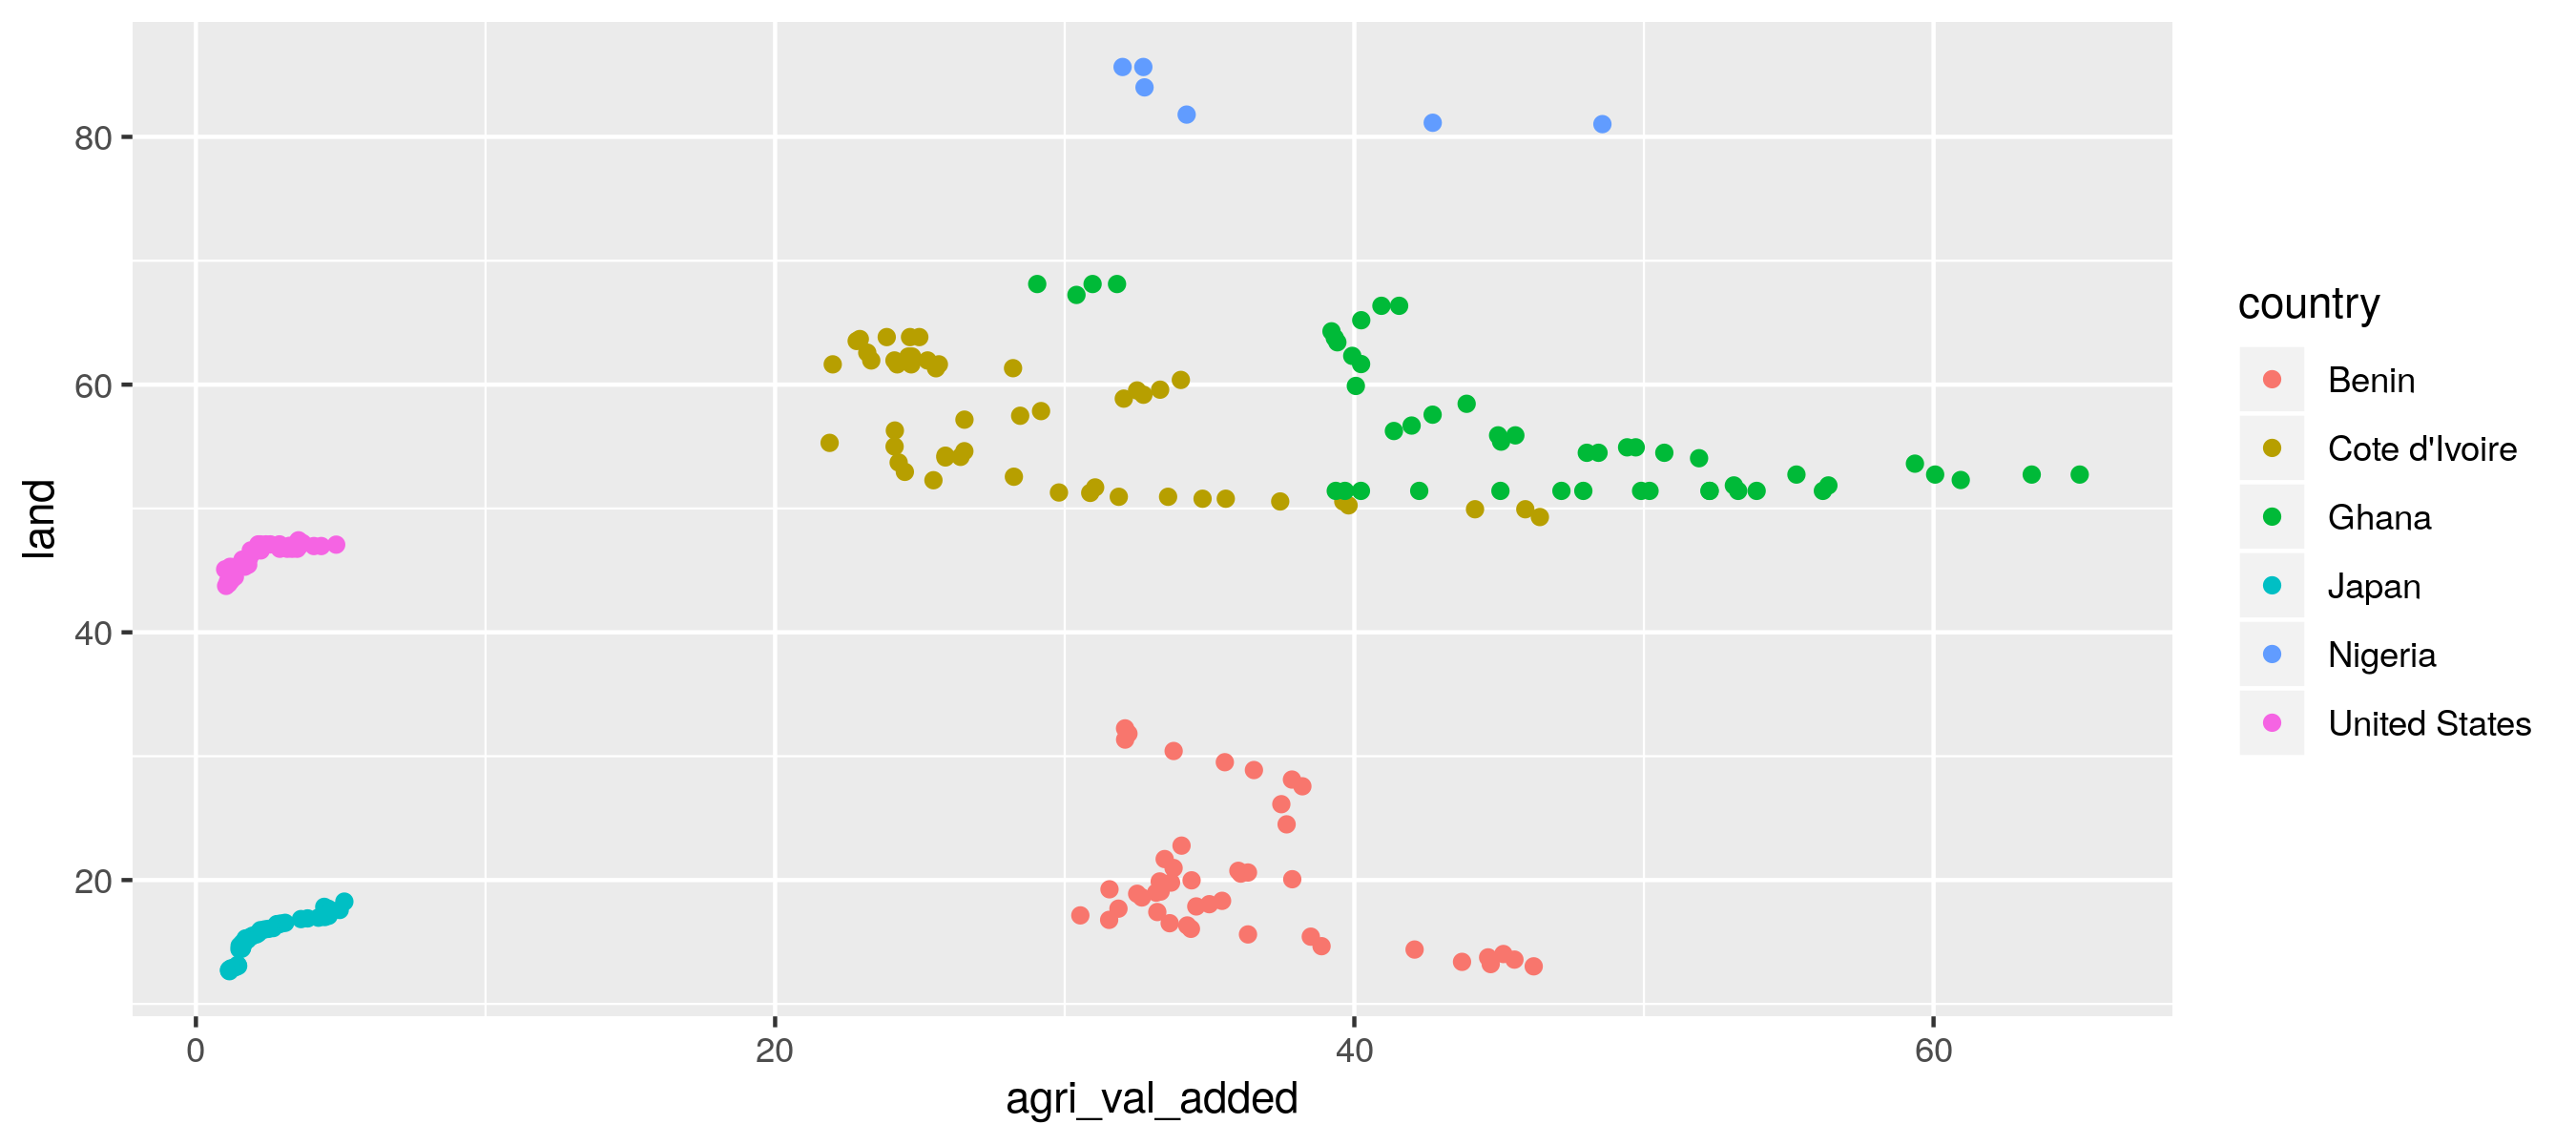 80
60
40
20
land
0
20
40
60
agri_val_added
country
Benin
Cote d'Ivoire
Ghana
Japan
Nigeria
United States